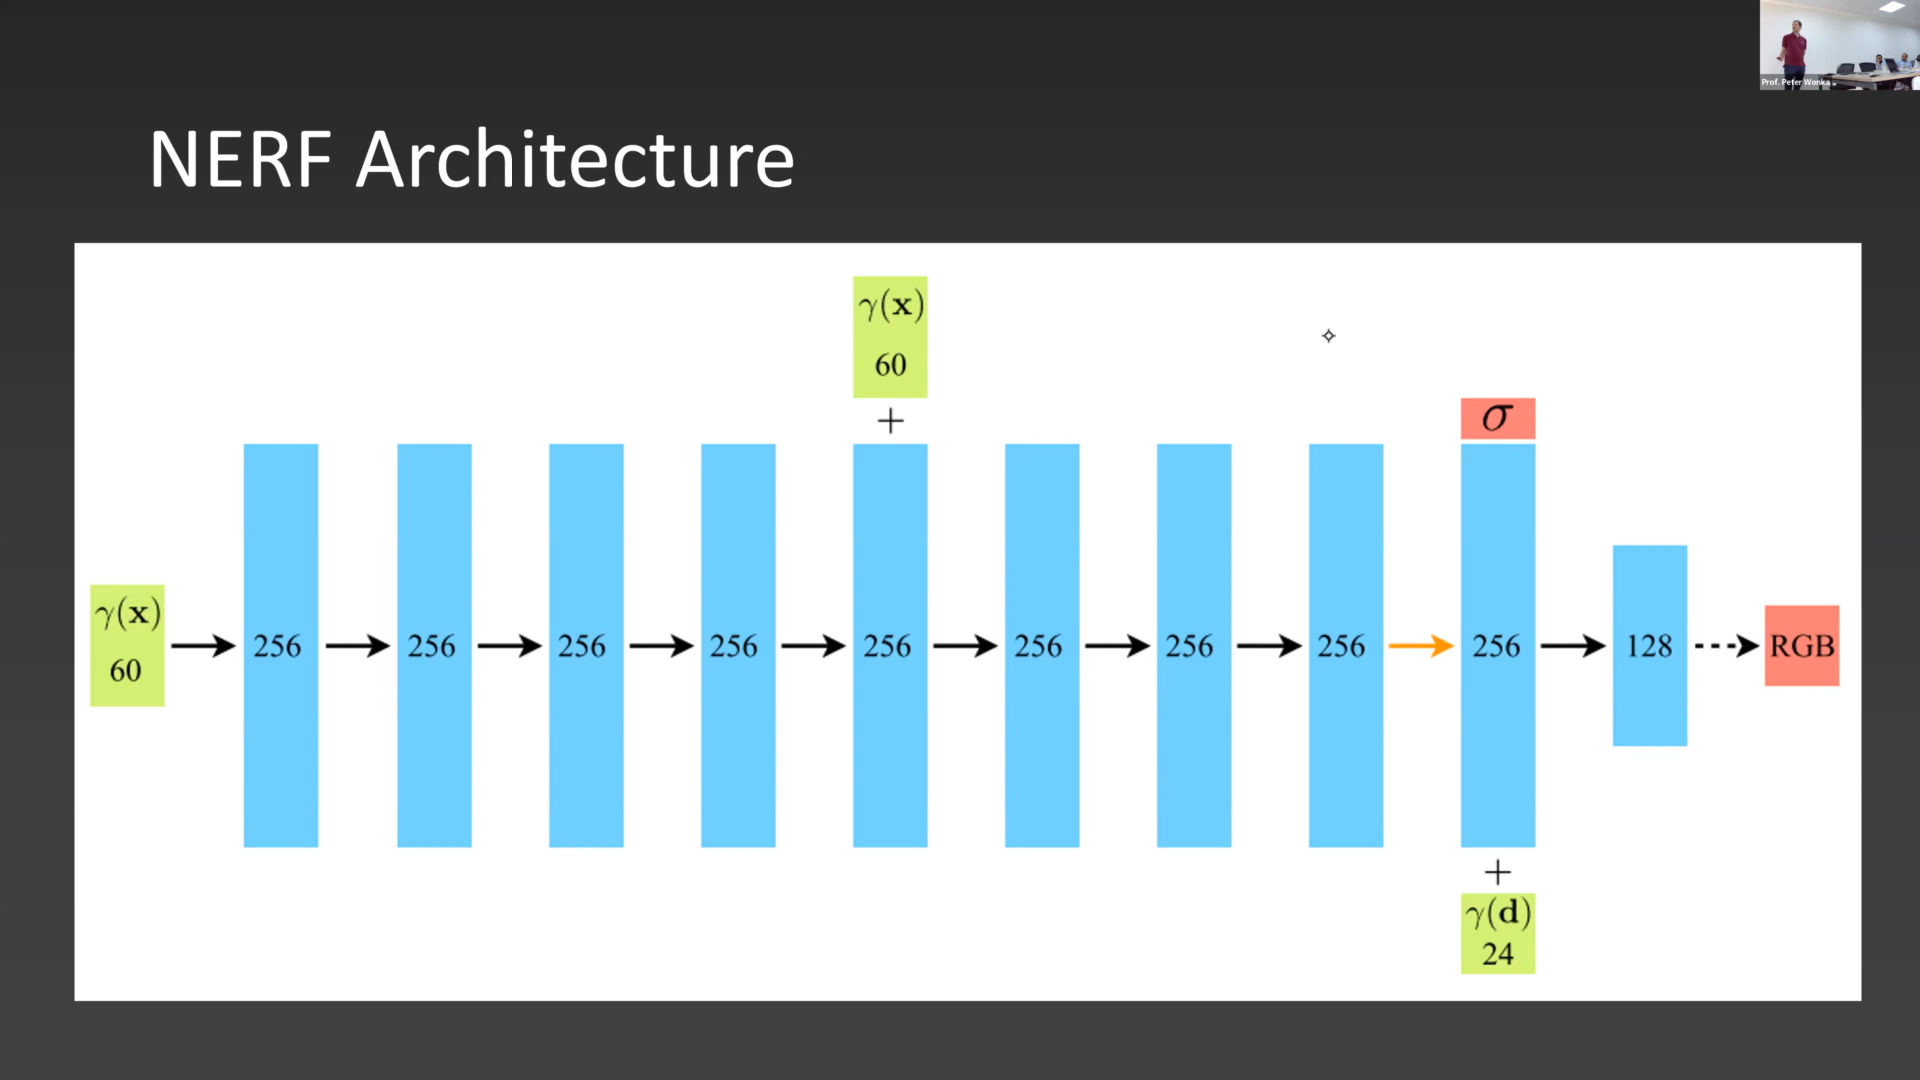 Prof. Peter Wonka
NERF Architecture
γ(x)
60
+
σ
γ(x)
60
256
256
256
256
256
256
256
256
256
128
RGB
+
γ(d)
24